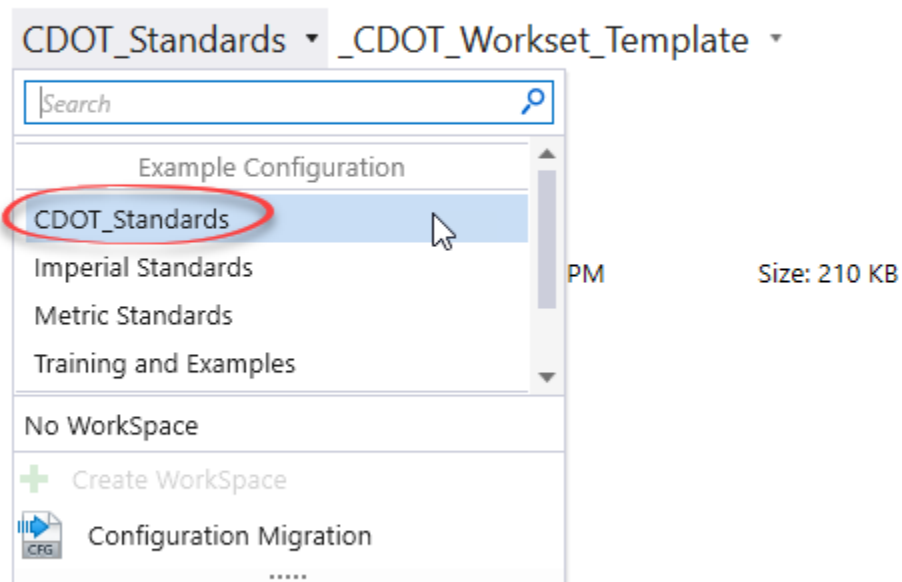 CDOT_Standards _CDOT_Workset_Template
Search
Example Configuration
CDOT_Standards
Imperial Standards
PM Size: 210 KB
Metric Standards
Training and Examples
No WorkSpace
Create WorkSpace
CFG Configuration Migration